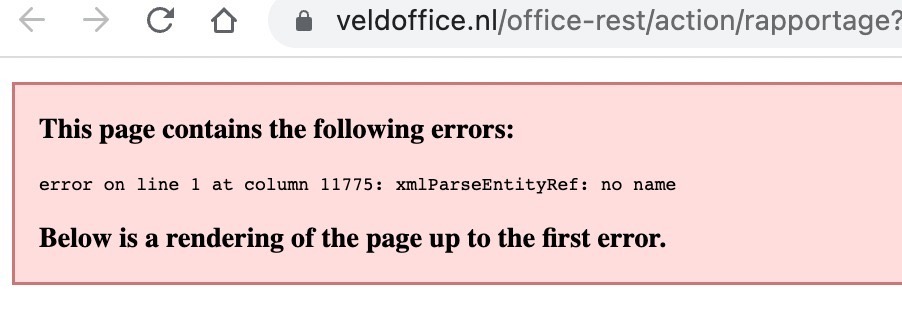 veldoffice.nl/office-rest/action/rapportage?
This page contains the following errors:
error on line 1 at column 11775: xmlParseEntityRef: no name
Below is a rendering of the page up to the first error.